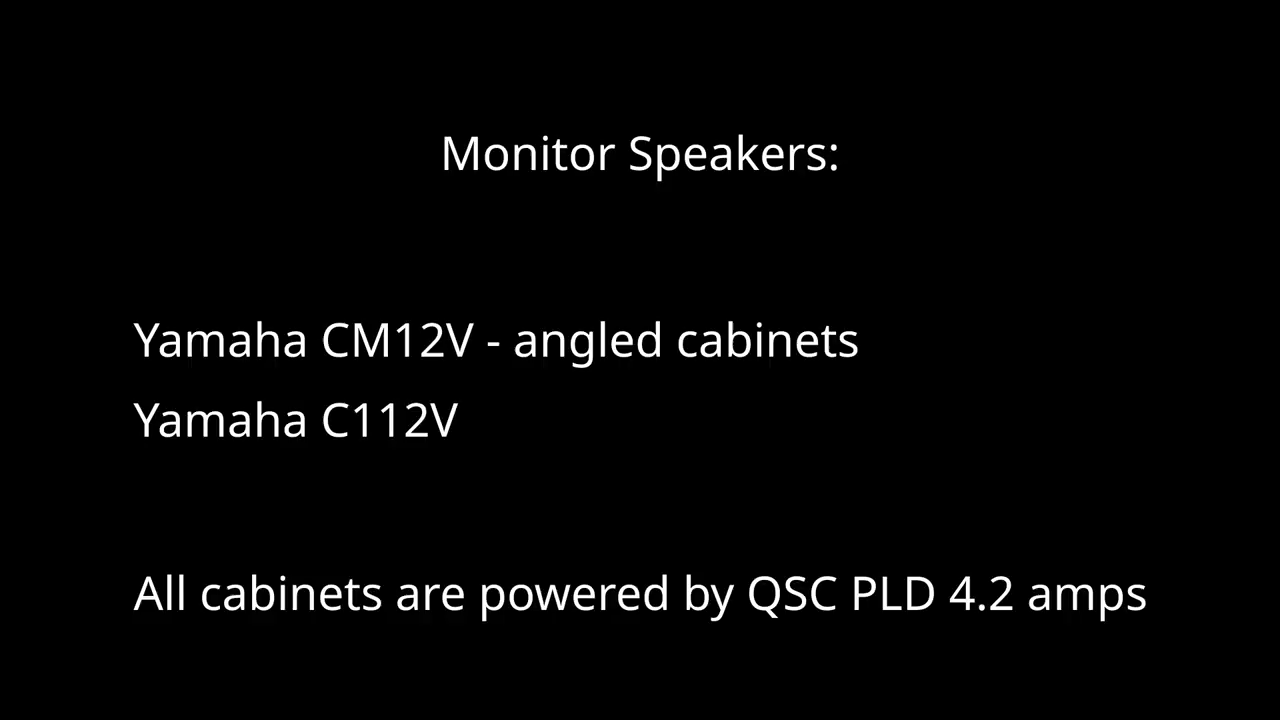 Monitor Speakers:
Yamaha CM12V - angled cabinets
Yamaha C112V
All cabinets are powered by QSC PLD 4.2 amps